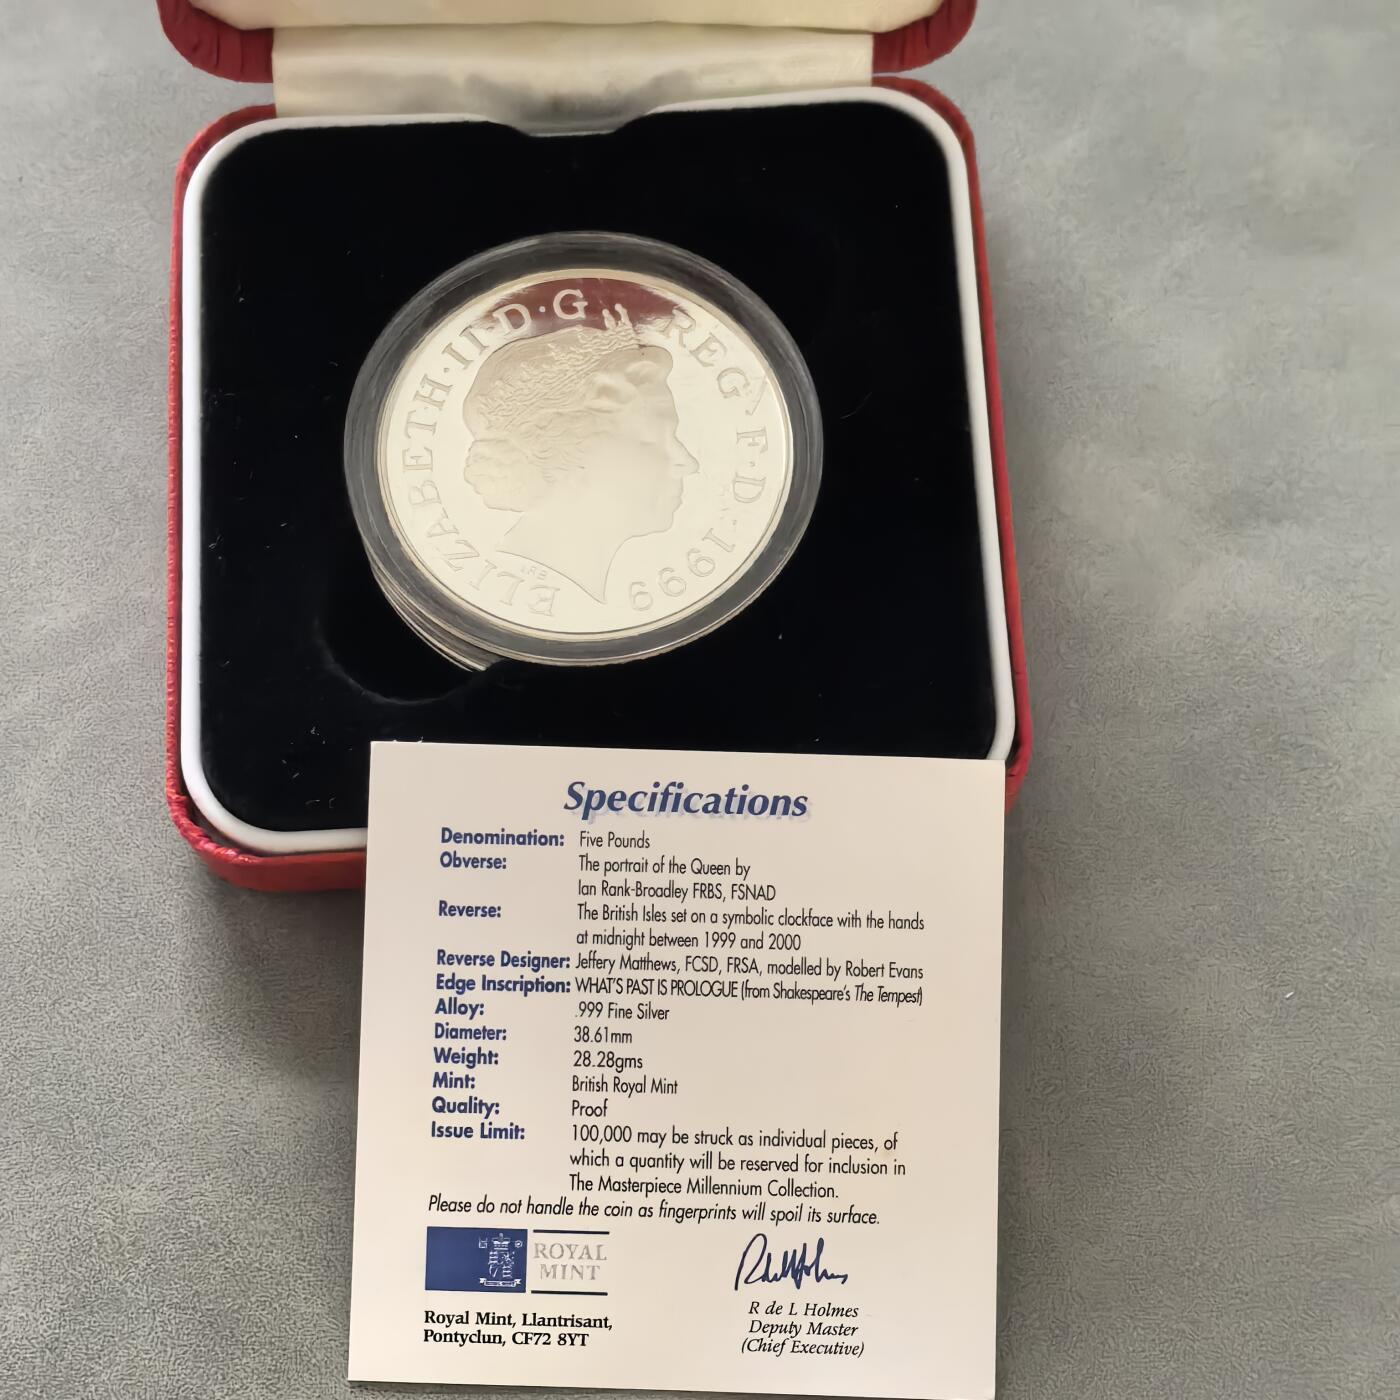 ELIZABETH·II·D·G REG·F·D·1999
IRB
Specifications
Denomination: Five Pounds
Obverse: The portrait of the Queen by
Ian Rank-Broadley FRBS, FSNAD
Reverse: The British Isles set on a symbolic clockface with the hands
at midnight between 1999 and 2000
Reverse Designer: Jeffery Matthews, FCSD, FRSA, modelled by Robert Evans
Edge Inscription: WHAT'S PAST IS PROLOGUE (from Shakespeare's The Tempest)
Alloy: .999 Fine Silver
Diameter: 38.61mm
Weight: 28.28gms
Mint: British Royal Mint
Quality: Proof
Issue Limit: 100,000 may be struck as individual pieces, of
which a quantity will be reserved for inclusion in
The Masterpiece Millennium Collection.
Please do not handle the coin as fingerprints will spoil its surface.
ROYAL
MINT
Royal Mint, Llantrisant,
Pontyclun, CF72 8YT
R de L Holmes
Deputy Master
(Chief Executive)